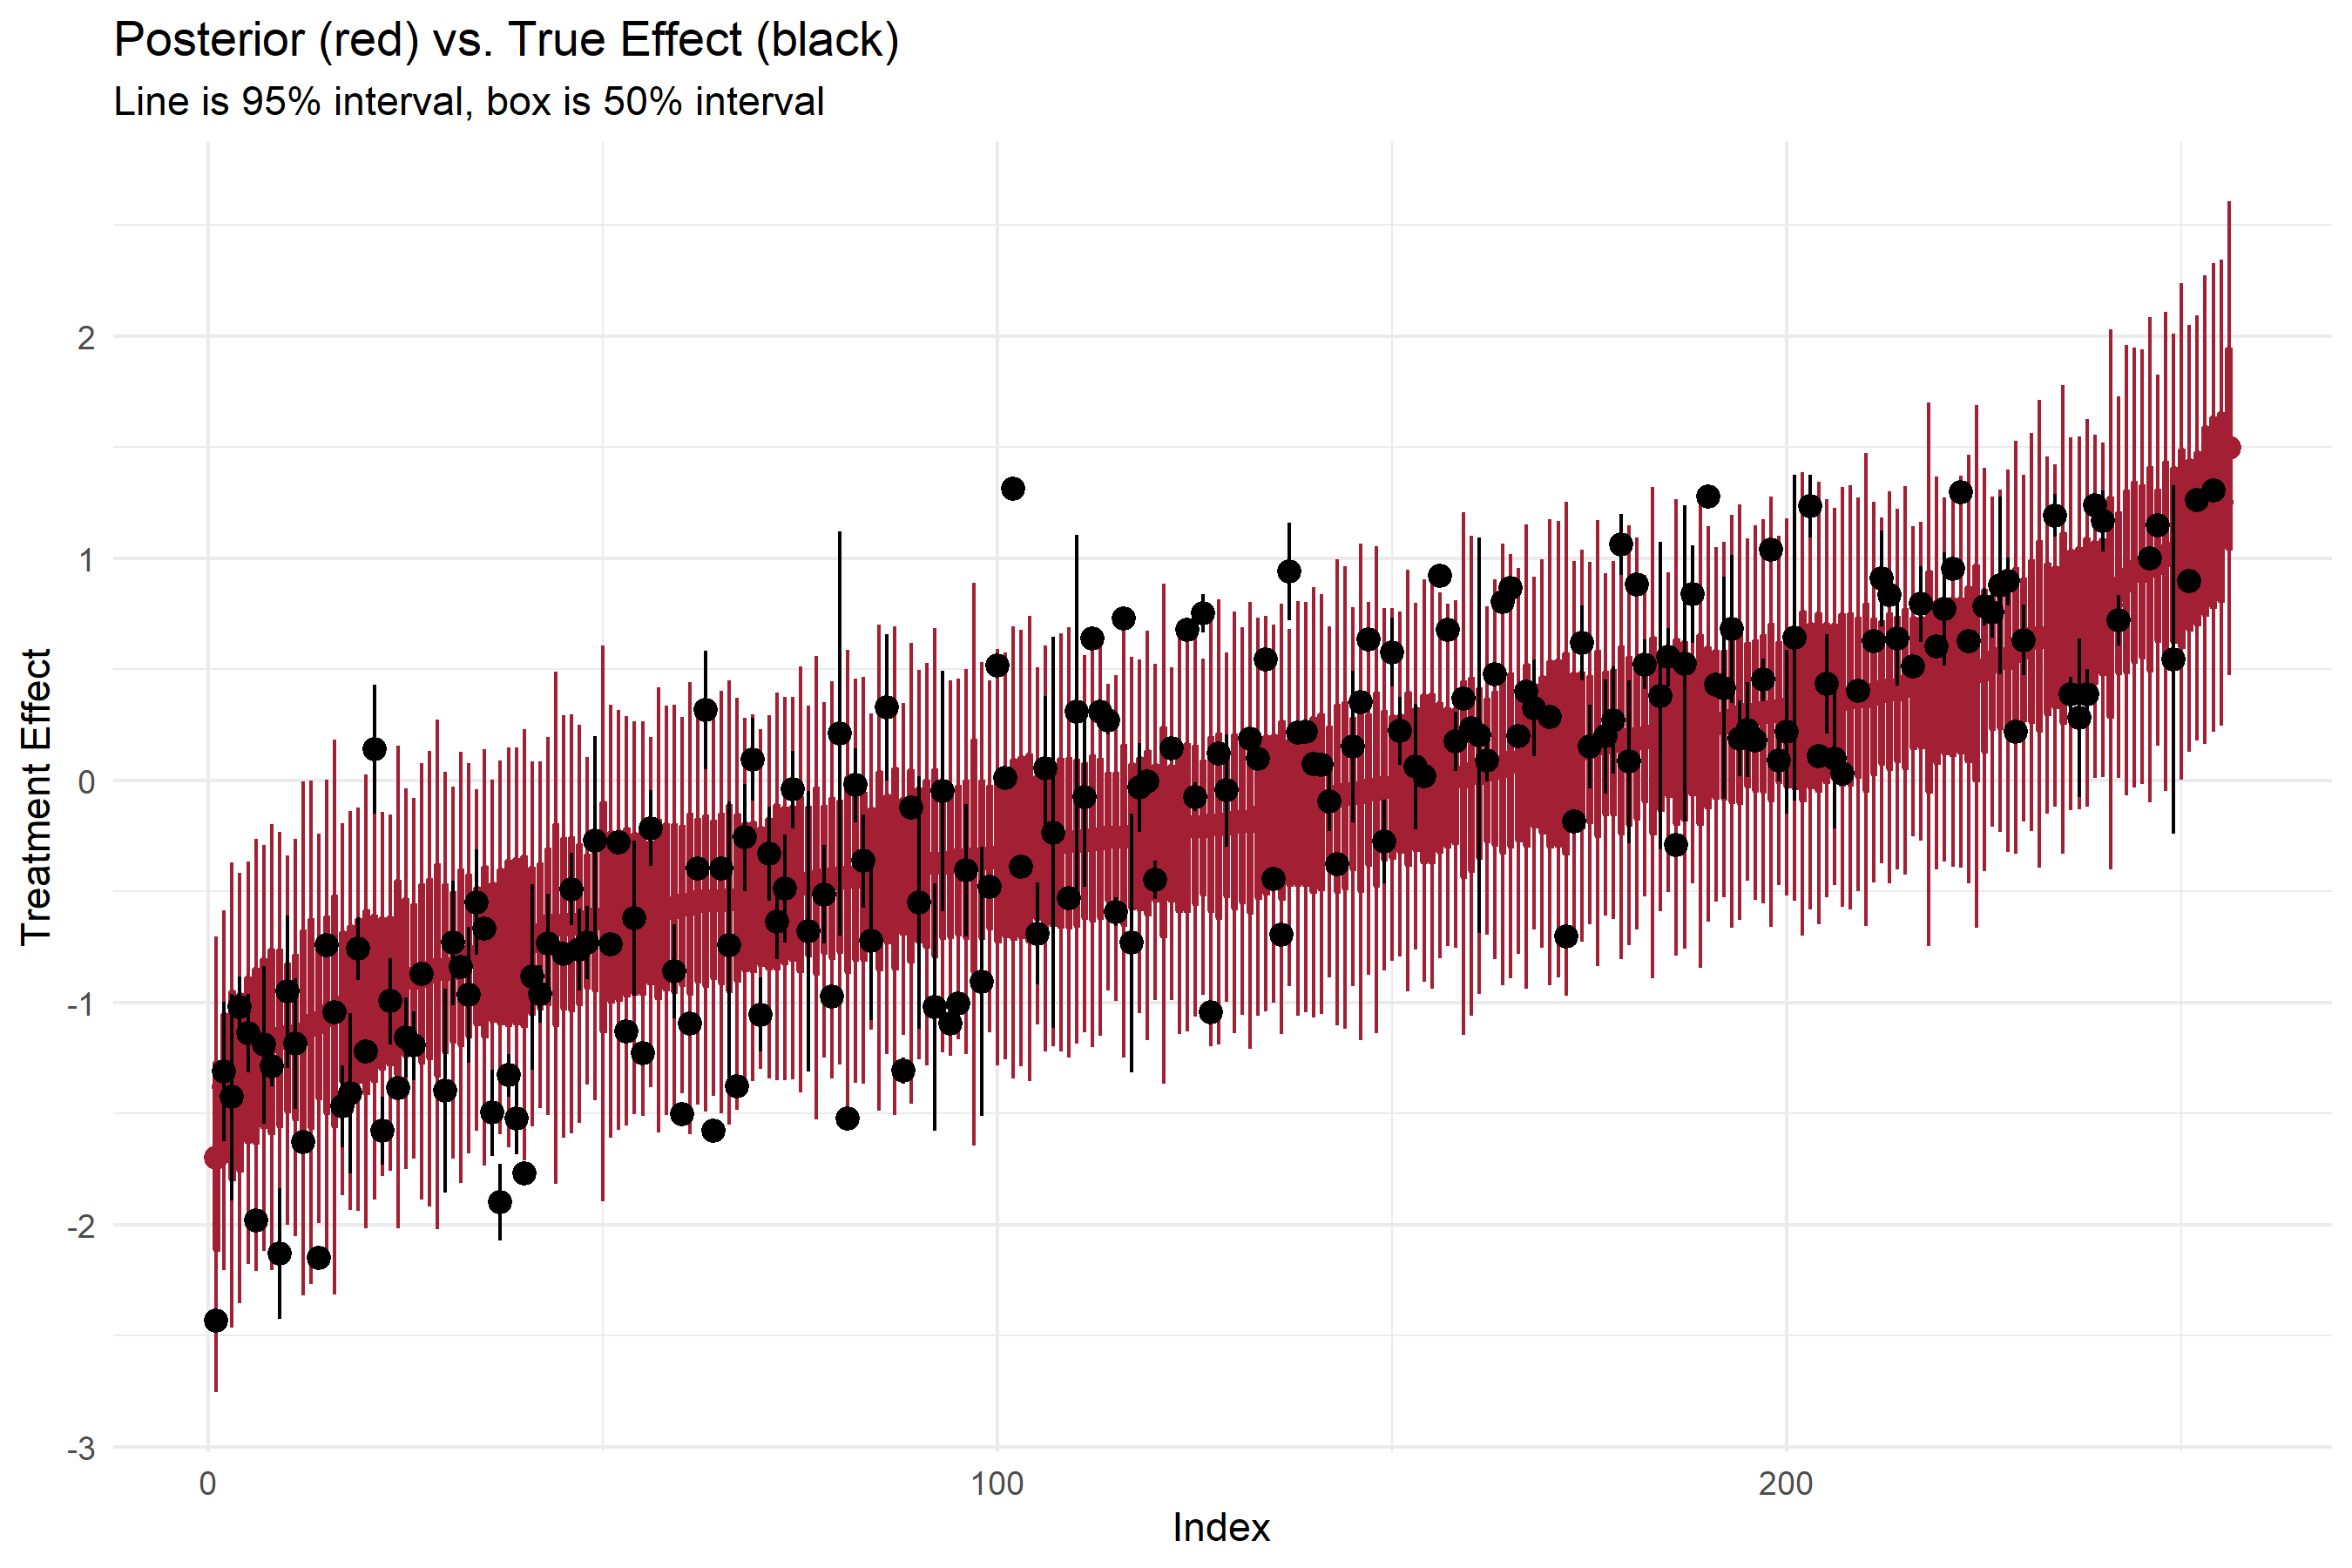 Posterior (red) vs. True Effect (black)
Line is 95% interval, box is 50% interval
Treatment Effect
2
1
0
-1
-2
-3
0
100
200
Index